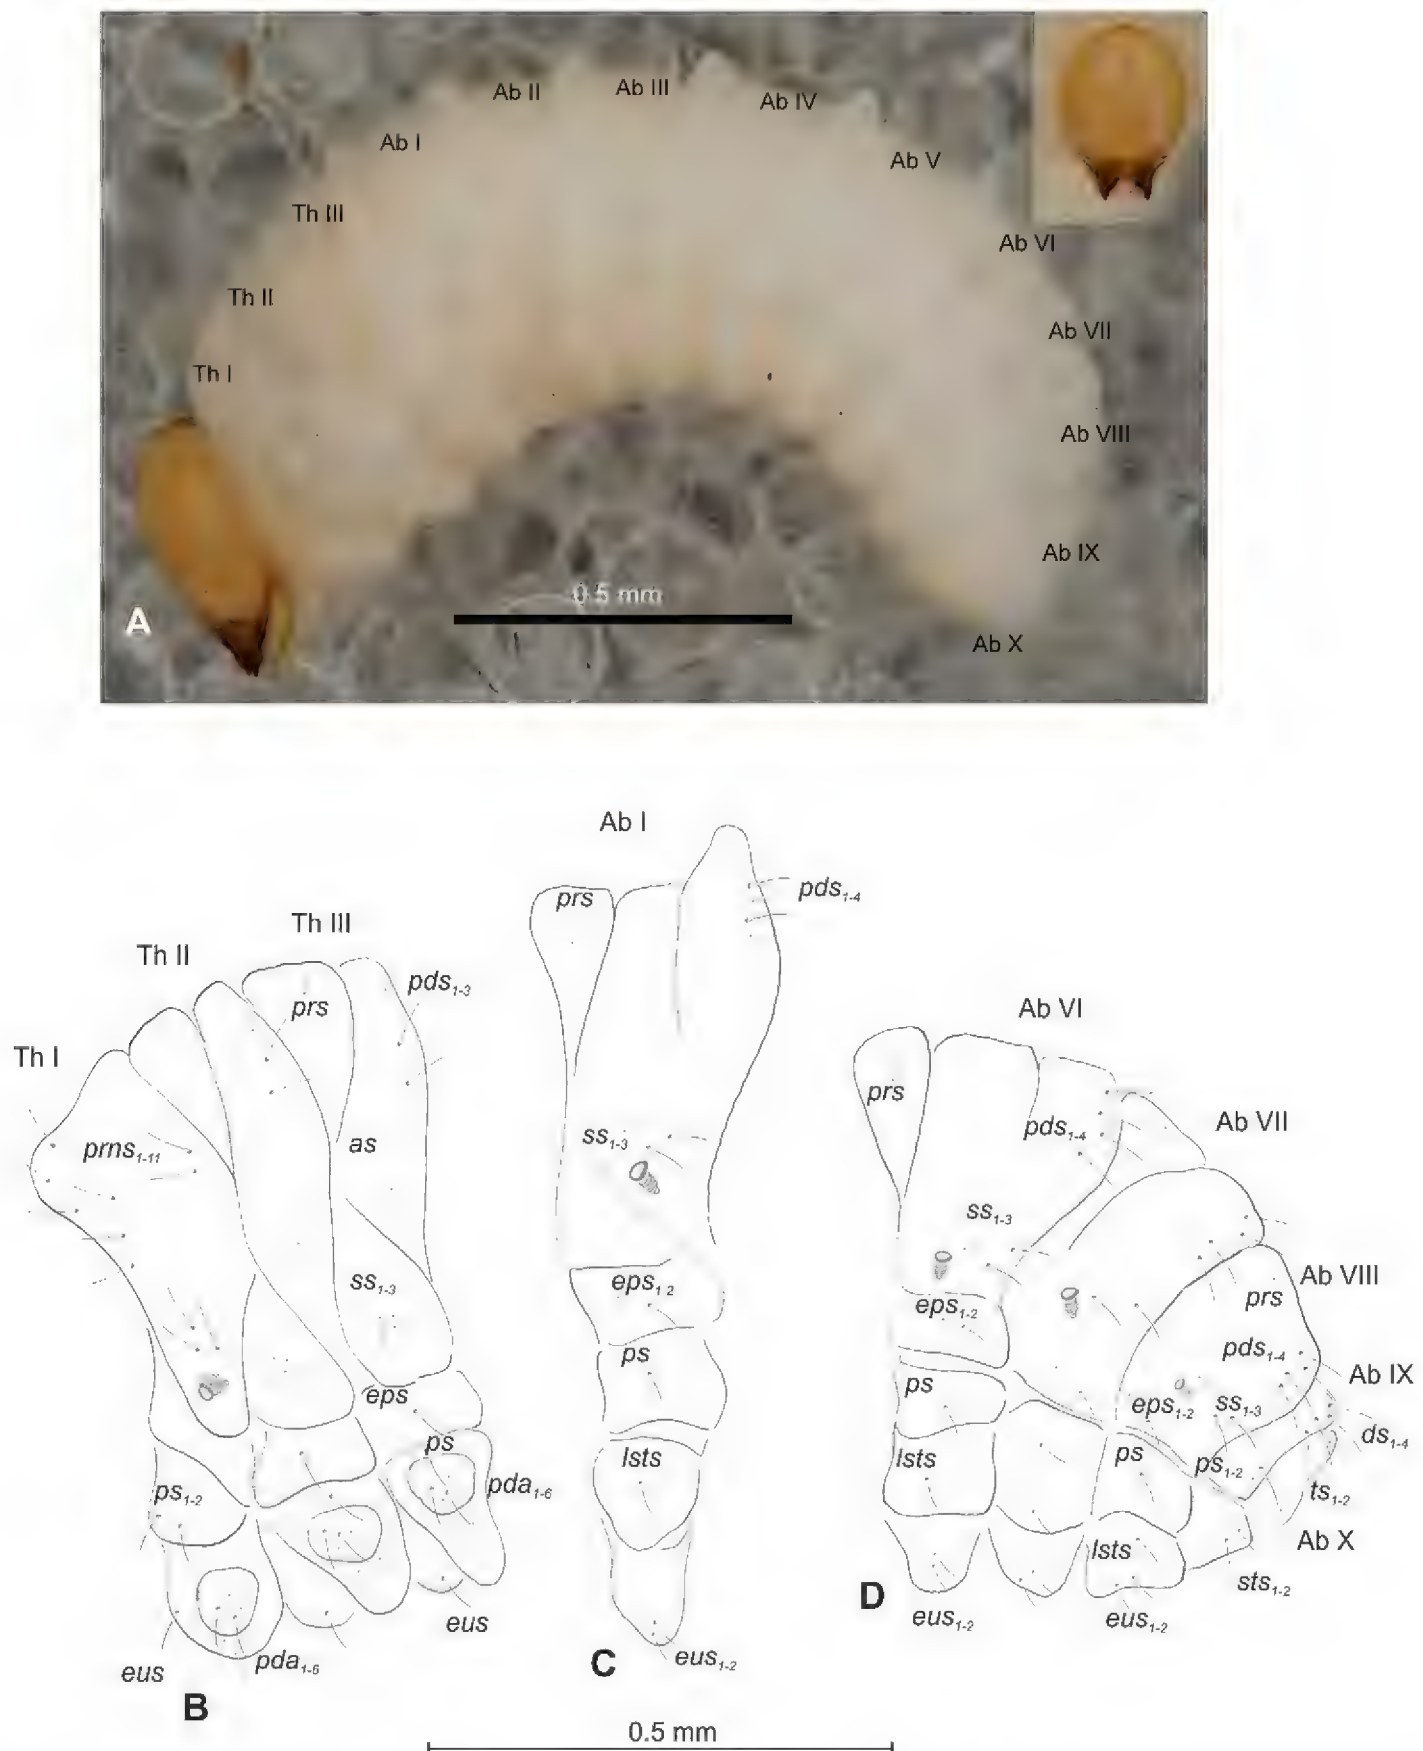 Ab II
Ab III
Ab IV
Ab I
Ab V
Th III
Ab VI
Th II
Ab VII
Th I
Ab VIII
Ab IX
0.5 mm
A
Ab X
Ab I
prs
pds1-4
Th III
Th II
pds1-3
prs
Ab VI
Th I
prs
pds1-4
Ab VII
prns1-11
as
ss1-3
ss1-3
ss1-3
eps1-2
eps1-2
Ab VIII
prs
pds1-4
ps
Ab IX
eps
ps
eps1-2
ss1-3
ds1-4
ps
lsts
lsts
ps
ps1-2
ps1-2
pda1-6
ts1-2
Ab X
lsts
sts1-2
D
eus
eus1-2
eus1-2
eus
pda1-6
C
eus1-2
B
0.5 mm